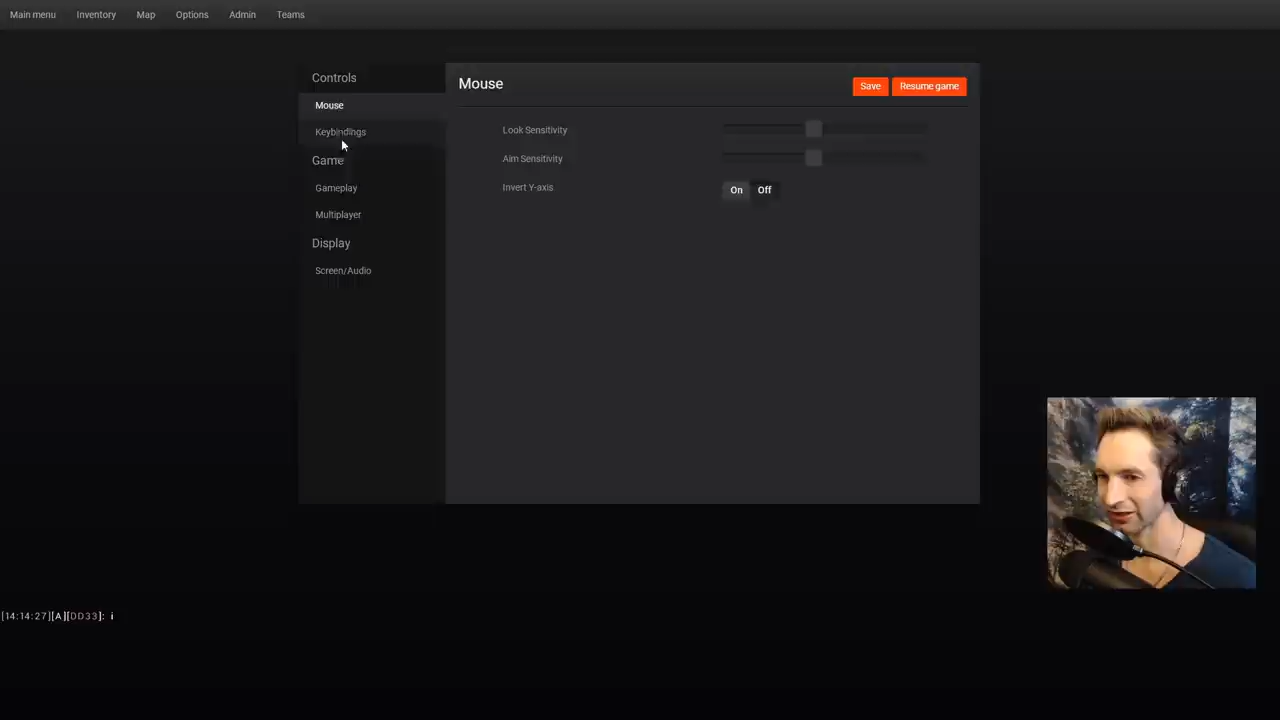 Main menu Inventory Map Options Admin Teams
Controls
Mouse
Keybindings
Game
Gameplay
Multiplayer
Display
Screen/Audio
Mouse
Save Resume game
Look Sensitivity
Aim Sensitivity
Invert Y-axis On Off
[14:14:27][A][DD33]: i